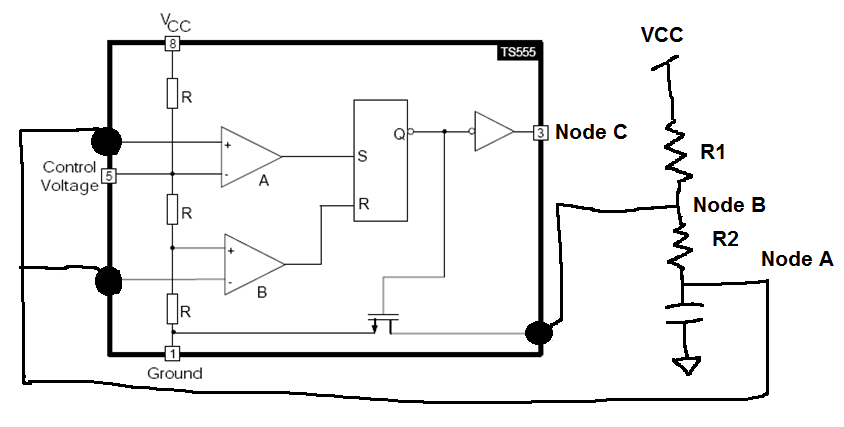 VCC
8
TS555
VCC
R
Q
3
Node C
R1
+
-
A
S
Control
Voltage
5
R
R
Node B
R2
+
-
B
Node A
R
1
Ground